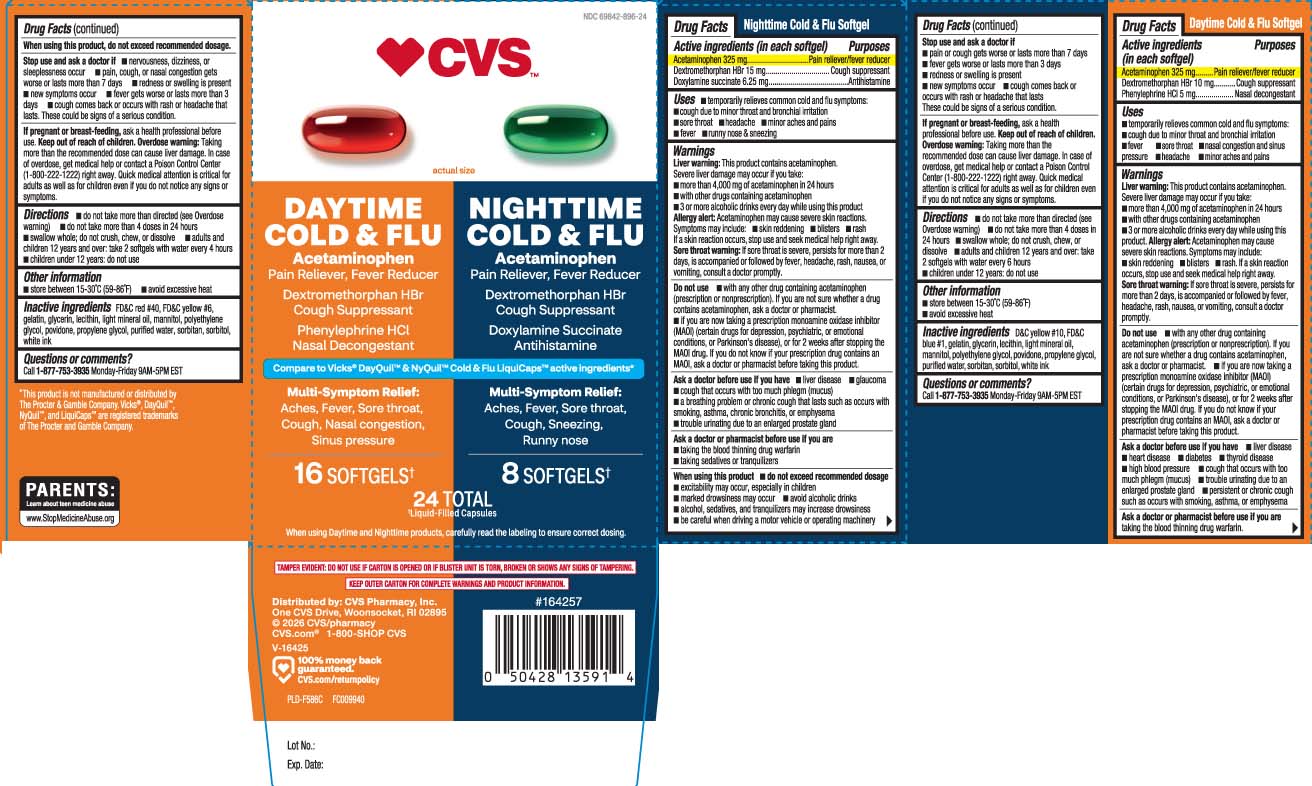 Drug Facts (continued)
When using this product, do not exceed recommended dosage.
Stop use and ask a doctor if ■ nervousness, dizziness, or
sleeplessness occur ■ pain, cough, or nasal congestion gets
worse or lasts more than 7 days ■ redness or swelling is present
■ new symptoms occur ■ fever gets worse or lasts more than 3
days ■ cough comes back or occurs with rash or headache that
lasts. These could be signs of a serious condition.
If pregnant or breast-feeding, ask a health professional before
use. Keep out of reach of children. Overdose warning: Taking
more than the recommended dose can cause liver damage. In case
of overdose, get medical help or contact a Poison Control Center
(1-800-222-1222) right away. Quick medical attention is critical for
adults as well as for children even if you do not notice any signs or
symptoms.
Directions ■ do not take more than directed (see Overdose
warning) ■ do not take more than 4 doses in 24 hours
■ swallow whole; do not crush, chew, or dissolve ■ adults and
children 12 years and over: take 2 softgels with water every 4 hours
■ children under 12 years: do not use
Other information
■ store between 15-30˚C (59-86˚F) ■ avoid excessive heat
Inactive ingredients FD&C red #40, FD&C yellow #6,
gelatin, glycerin, lecithin, light mineral oil, mannitol, polyethylene
glycol, povidone, propylene glycol, purified water, sorbitan, sorbitol,
white ink
Questions or comments?
Call 1-877-753-3935 Monday-Friday 9AM-5PM EST
*This product is not manufactured or distributed by
The Procter & Gamble Company. Vicks®, DayQuil™,
NyQuil™, and LiquiCaps™ are registered trademarks
of The Procter and Gamble Company.
PARENTS:
Learn about teen medicine abuse
www.StopMedicineAbuse.org
NDC 69842-896-24
CVS™
actual size
DAYTIME
COLD & FLU
Acetaminophen
Pain Reliever, Fever Reducer
Dextromethorphan HBr
Cough Suppressant
Phenylephrine HCl
Nasal Decongestant
NIGHTTIME
COLD & FLU
Acetaminophen
Pain Reliever, Fever Reducer
Dextromethorphan HBr
Cough Suppressant
Doxylamine Succinate
Antihistamine
Compare to Vicks® DayQuil™ & NyQuil™ Cold & Flu LiquiCaps™ active ingredients*
Multi-Symptom Relief:
Aches, Fever, Sore throat,
Cough, Nasal congestion,
Sinus pressure
16 SOFTGELS†
Multi-Symptom Relief:
Aches, Fever, Sore throat,
Cough, Sneezing,
Runny nose
8 SOFTGELS†
24 TOTAL
†Liquid-Filled Capsules
When using Daytime and Nighttime products, carefully read the labeling to ensure correct dosing.
TAMPER EVIDENT: DO NOT USE IF CARTON IS OPENED OR IF BLISTER UNIT IS TORN, BROKEN OR SHOWS ANY SIGNS OF TAMPERING.
KEEP OUTER CARTON FOR COMPLETE WARNINGS AND PRODUCT INFORMATION.
Distributed by: CVS Pharmacy, Inc.
One CVS Drive, Woonsocket, RI 02895
© 2026 CVS/pharmacy
CVS.com® 1-800-SHOP CVS
V-16425
100% money back
guaranteed.
CVS.com/returnpolicy
PLD-F586C FC009940
#164257
0 50428 13591 4
Lot No.:
Exp. Date:
Drug Facts Nighttime Cold & Flu Softgel
Active ingredients (in each softgel) Purposes
Acetaminophen 325 mg..........Pain reliever/fever reducer
Dextromethorphan HBr 15 mg..........Cough suppressant
Doxylamine succinate 6.25 mg..........Antihistamine
Uses ■ temporarily relieves common cold and flu symptoms:
■ cough due to minor throat and bronchial irritation
■ sore throat ■ headache ■ minor aches and pains
■ fever ■ runny nose & sneezing
Warnings
Liver warning: This product contains acetaminophen.
Severe liver damage may occur if you take:
■ more than 4,000 mg of acetaminophen in 24 hours
■ with other drugs containing acetaminophen
■ 3 or more alcoholic drinks every day while using this product
Allergy alert: Acetaminophen may cause severe skin reactions.
Symptoms may include: ■ skin reddening ■ blisters ■ rash
If a skin reaction occurs, stop use and seek medical help right away.
Sore throat warning: If sore throat is severe, persists for more than 2
days, is accompanied or followed by fever, headache, rash, nausea, or
vomiting, consult a doctor promptly.
Do not use ■ with any other drug containing acetaminophen
(prescription or nonprescription). If you are not sure whether a drug
contains acetaminophen, ask a doctor or pharmacist.
■ if you are now taking a prescription monoamine oxidase inhibitor
(MAOI) (certain drugs for depression, psychiatric, or emotional
conditions, or Parkinson's disease), or for 2 weeks after stopping the
MAOI drug. If you do not know if your prescription drug contains an
MAOI, ask a doctor or pharmacist before taking this product.
Ask a doctor before use if you have ■ liver disease ■ glaucoma
■ cough that occurs with too much phlegm (mucus)
■ a breathing problem or chronic cough that lasts such as occurs with
smoking, asthma, chronic bronchitis, or emphysema
■ trouble urinating due to an enlarged prostate gland
Ask a doctor or pharmacist before use if you are
■ taking the blood thinning drug warfarin
■ taking sedatives or tranquilizers
When using this product ■ do not exceed recommended dosage
■ excitability may occur, especially in children
■ marked drowsiness may occur ■ avoid alcoholic drinks
■ alcohol, sedatives, and tranquilizers may increase drowsiness
■ be careful when driving a motor vehicle or operating machinery
Drug Facts (continued)
Stop use and ask a doctor if
■ pain or cough gets worse or lasts more than 7 days
■ fever gets worse or lasts more than 3 days
■ redness or swelling is present
■ new symptoms occur ■ cough comes back or
occurs with rash or headache that lasts
These could be signs of a serious condition.
If pregnant or breast-feeding, ask a health
professional before use. Keep out of reach of children.
Overdose warning: Taking more than the
recommended dose can cause liver damage. In case of
overdose, get medical help or contact a Poison Control
Center (1-800-222-1222) right away. Quick medical
attention is critical for adults as well as for children even
if you do not notice any signs or symptoms.
Directions ■ do not take more than directed (see
Overdose warning) ■ do not take more than 4 doses in
24 hours ■ swallow whole; do not crush, chew, or
dissolve ■ adults and children 12 years and over: take
2 softgels with water every 6 hours
■ children under 12 years: do not use
Other information
■ store between 15-30˚C (59-86˚F)
■ avoid excessive heat
Inactive ingredients D&C yellow #10, FD&C
blue #1, gelatin, glycerin, lecithin, light mineral oil,
mannitol, polyethylene glycol, povidone, propylene glycol,
purified water, sorbitan, sorbitol, white ink
Questions or comments?
Call 1-877-753-3935 Monday-Friday 9AM-5PM EST
Drug Facts Daytime Cold & Flu Softgel
Active ingredients Purposes
(in each softgel)
Acetaminophen 325 mg......Pain reliever/fever reducer
Dextromethorphan HBr 10 mg..........Cough suppressant
Phenylephrine HCl 5 mg..........Nasal decongestant
Uses
■ temporarily relieves common cold and flu symptoms:
■ cough due to minor throat and bronchial irritation
■ fever ■ sore throat ■ nasal congestion and sinus
pressure ■ headache ■ minor aches and pains
Warnings
Liver warning: This product contains acetaminophen.
Severe liver damage may occur if you take:
■ more than 4,000 mg of acetaminophen in 24 hours
■ with other drugs containing acetaminophen
■ 3 or more alcoholic drinks every day while using this
product. Allergy alert: Acetaminophen may cause
severe skin reactions. Symptoms may include:
■ skin reddening ■ blisters ■ rash. If a skin reaction
occurs, stop use and seek medical help right away.
Sore throat warning: If sore throat is severe, persists for
more than 2 days, is accompanied or followed by fever,
headache, rash, nausea, or vomiting, consult a doctor
promptly.
Do not use ■ with any other drug containing
acetaminophen (prescription or nonprescription). If you
are not sure whether a drug contains acetaminophen,
ask a doctor or pharmacist. ■ If you are now taking a
prescription monoamine oxidase inhibitor (MAOI)
(certain drugs for depression, psychiatric, or emotional
conditions, or Parkinson's disease), or for 2 weeks after
stopping the MAOI drug. If you do not know if your
prescription drug contains an MAOI, ask a doctor or
pharmacist before taking this product.
Ask a doctor before use if you have ■ liver disease
■ heart disease ■ diabetes ■ thyroid disease
■ high blood pressure ■ cough that occurs with too
much phlegm (mucus) ■ trouble urinating due to an
enlarged prostate gland ■ persistent or chronic cough
such as occurs with smoking, asthma, or emphysema
Ask a doctor or pharmacist before use if you are
taking the blood thinning drug warfarin.